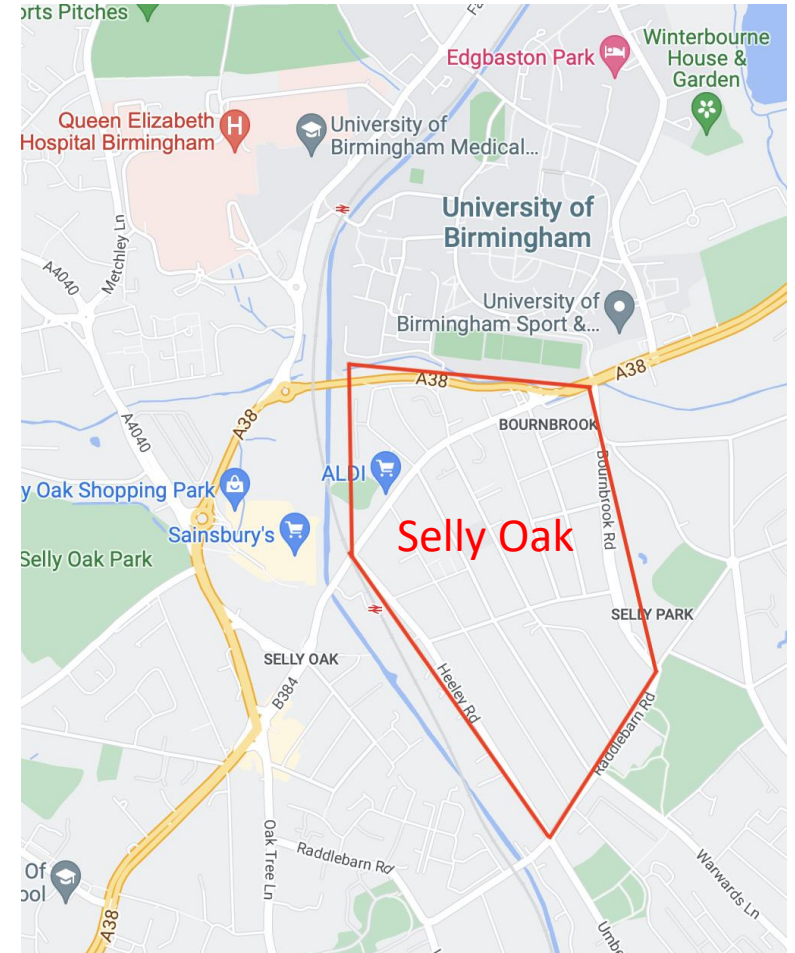 orts Pitches
Fa
Edgbaston Park
Winterbourne
House &
Garden
Queen Elizabeth
Hospital Birmingham
H
University of
Birmingham Medical...
University of
Birmingham
Metchley Ln
A4040
University of
Birmingham Sport &...
A38
A38
A38
A4040
BOURNBROOK
ALDI
Bournbrook Rd
y Oak Shopping Park
Sainsbury's
Selly Oak
Selly Oak Park
SELLY PARK
SELLY OAK
B384
Heeley Rd
Raddlebarn Rd
Oak Tree Ln
Raddlebarn Rd
Warwards Ln
Of
ool
A38
Umbe